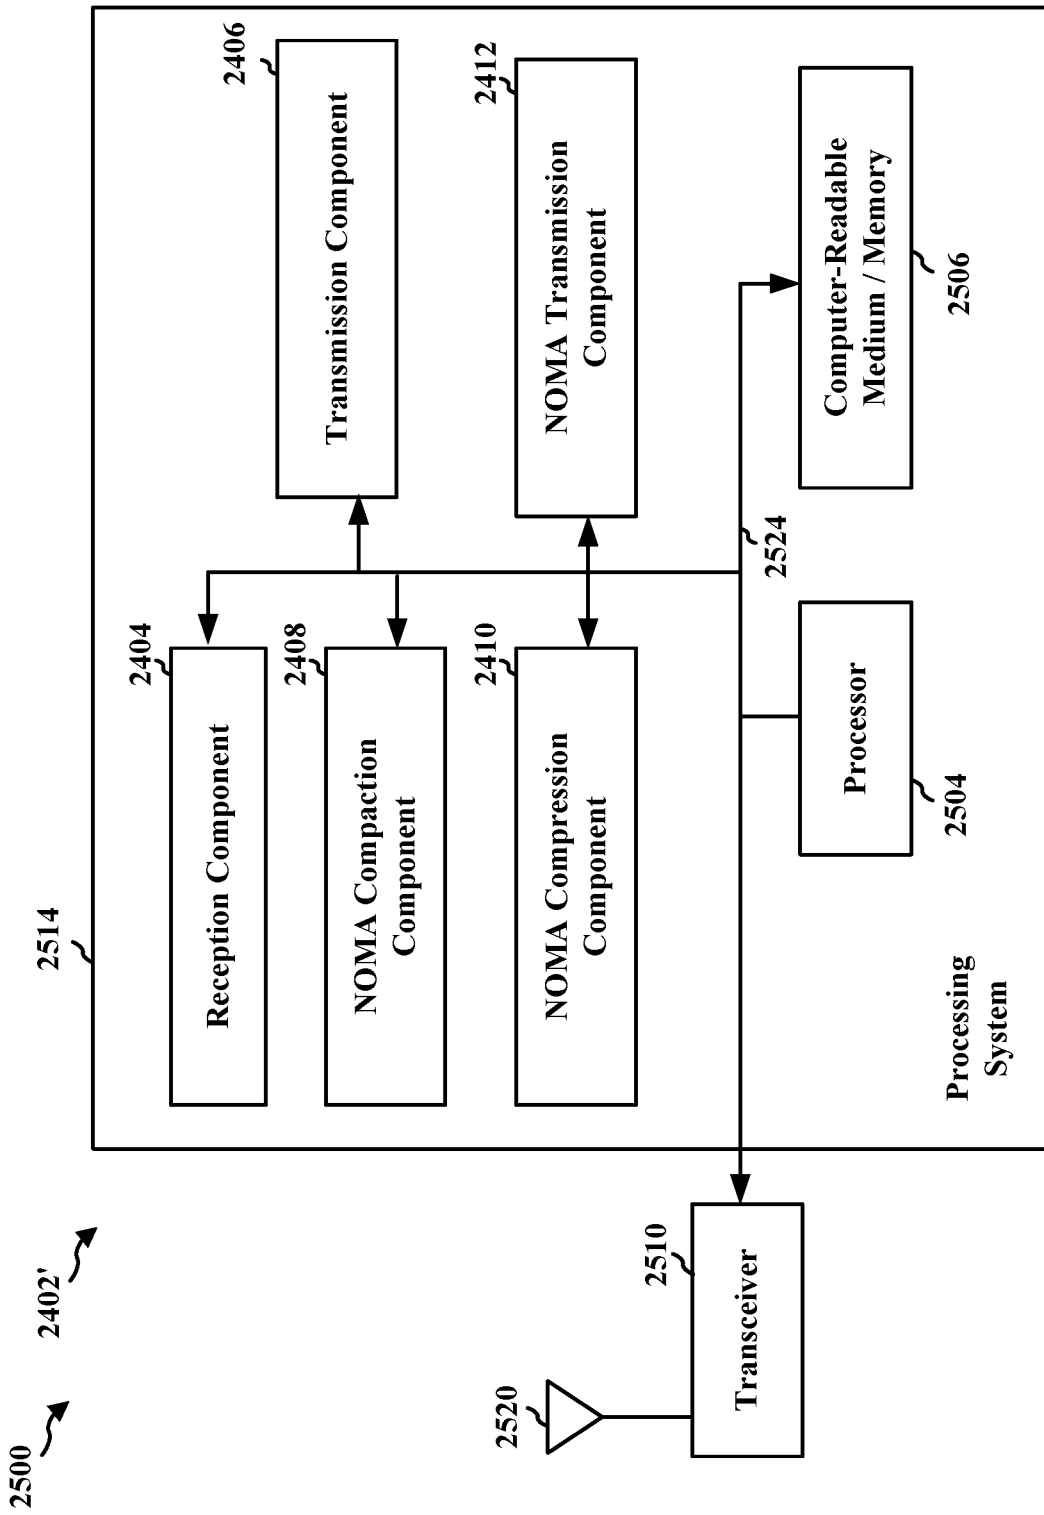 2500
2402'
2514
2404
Reception Component
2406
Transmission Component
2408
NOMA Compaction
Component
2410
NOMA Compression
Component
2412
NOMA Transmission
Component
2520
2510
Transceiver
2524
Processor
2504
Computer-Readable
Medium / Memory
2506
Processing
System